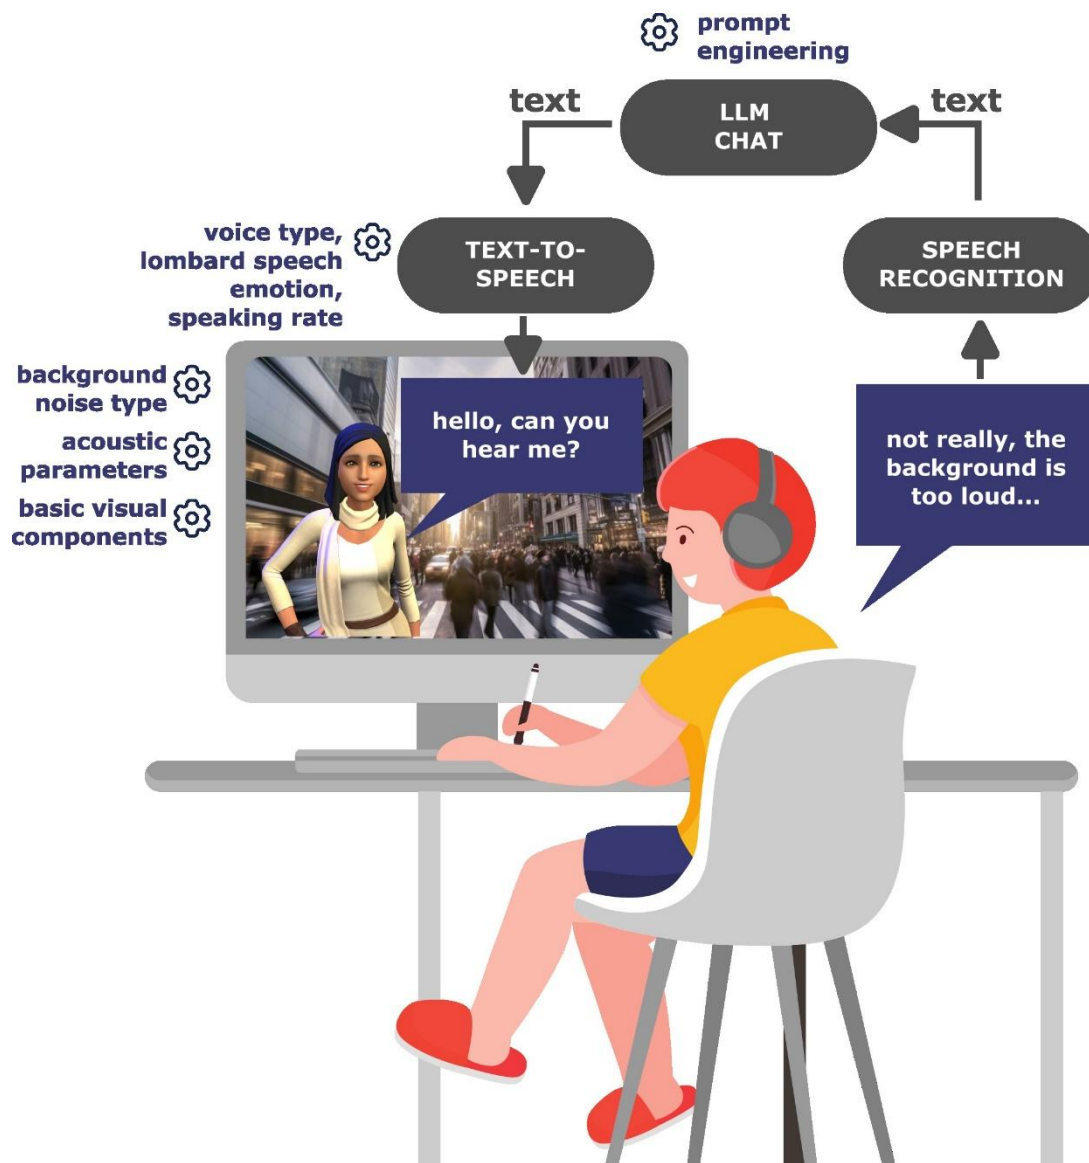 prompt
engineering
text
LLM
CHAT
text
voice type,
lombard speech
emotion,
speaking rate
TEXT-TO-
SPEECH
SPEECH
RECOGNITION
background
noise type
acoustic
parameters
basic visual
components
hello, can you
hear me?
not really, the
background is
too loud...